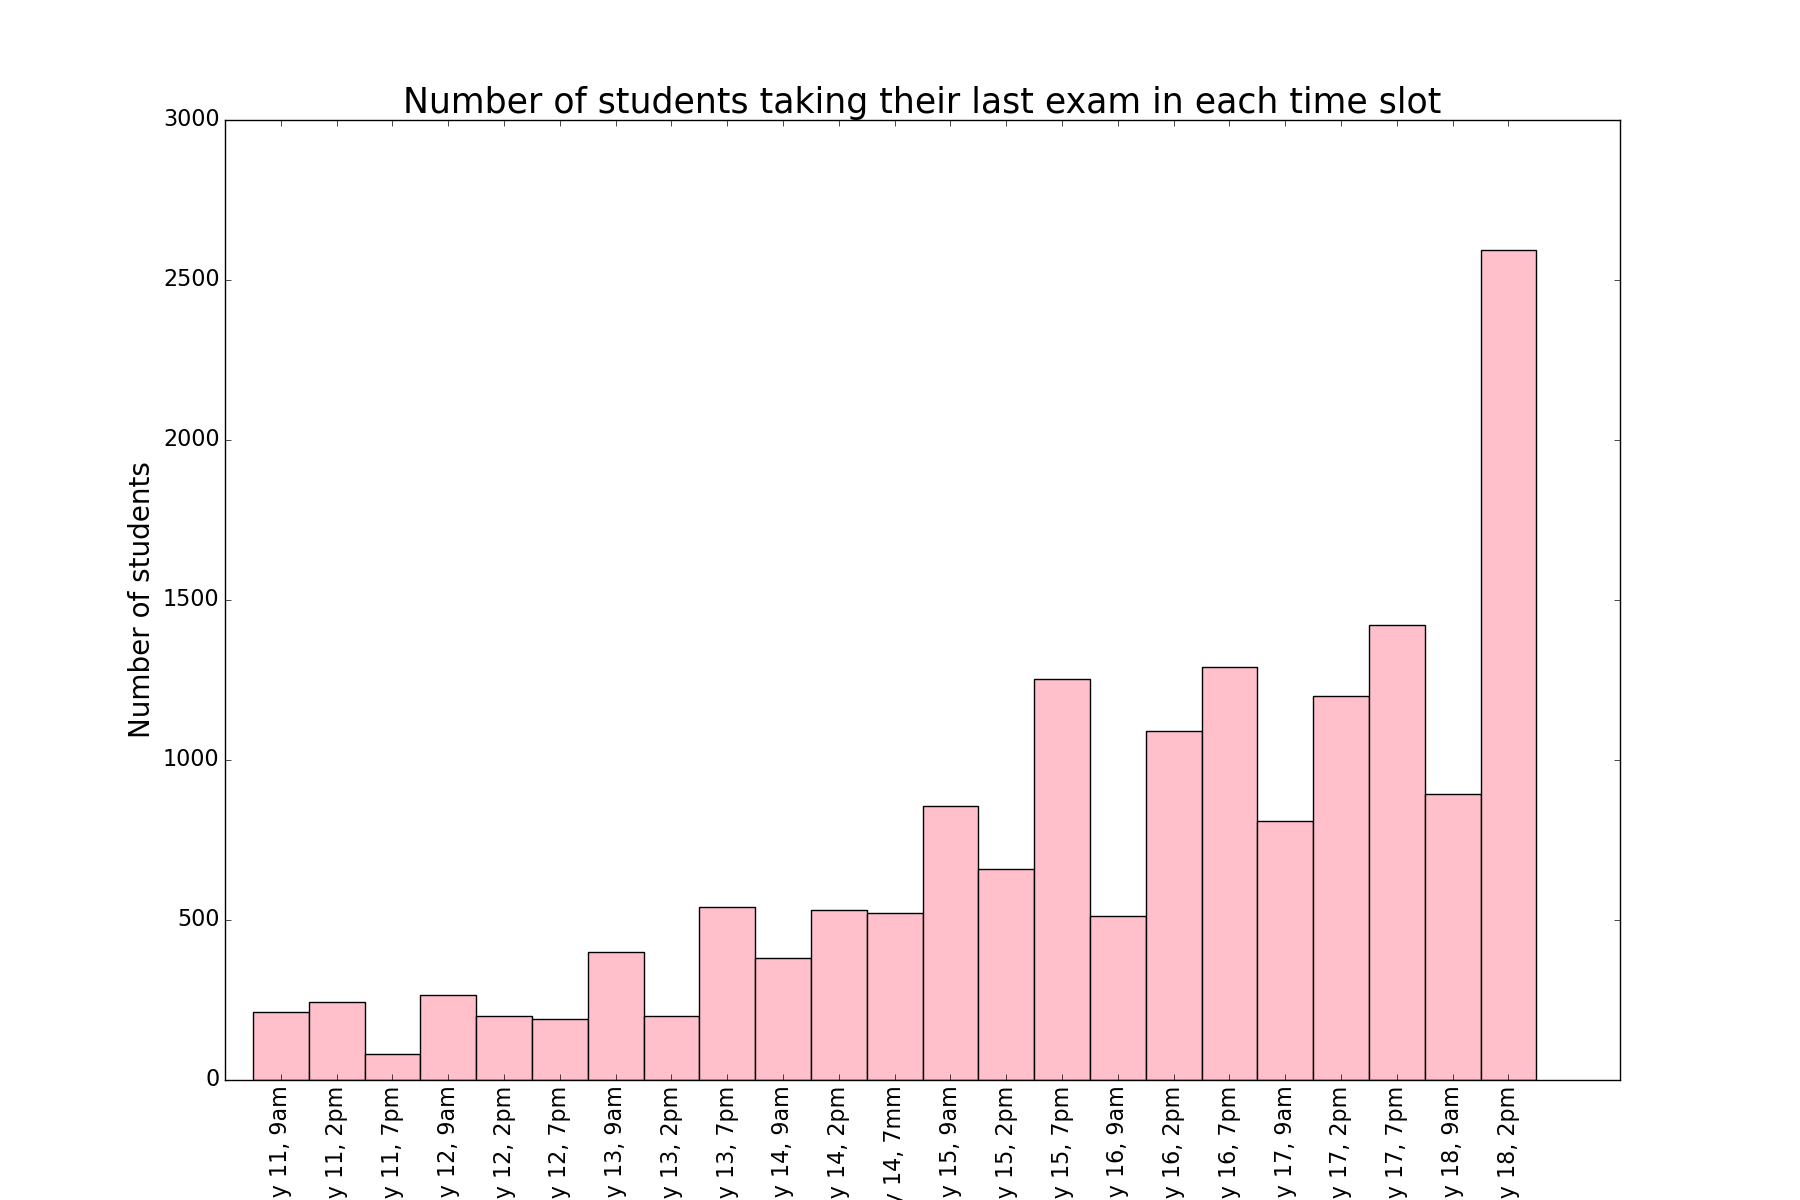 Number of students taking their last exam in each time slot
3000
2500
2000
1500
1000
500
0
Number of students
y 11, 9am
y 11, 2pm
y 11, 7pm
y 12, 9am
y 12, 2pm
y 12, 7pm
y 13, 9am
y 13, 2pm
y 13, 7pm
y 14, 9am
y 14, 2pm
y 14, 7mm
y 15, 9am
y 15, 2pm
y 15, 7pm
y 16, 9am
y 16, 2pm
y 16, 7pm
y 17, 9am
y 17, 2pm
y 17, 7pm
y 18, 9am
y 18, 2pm